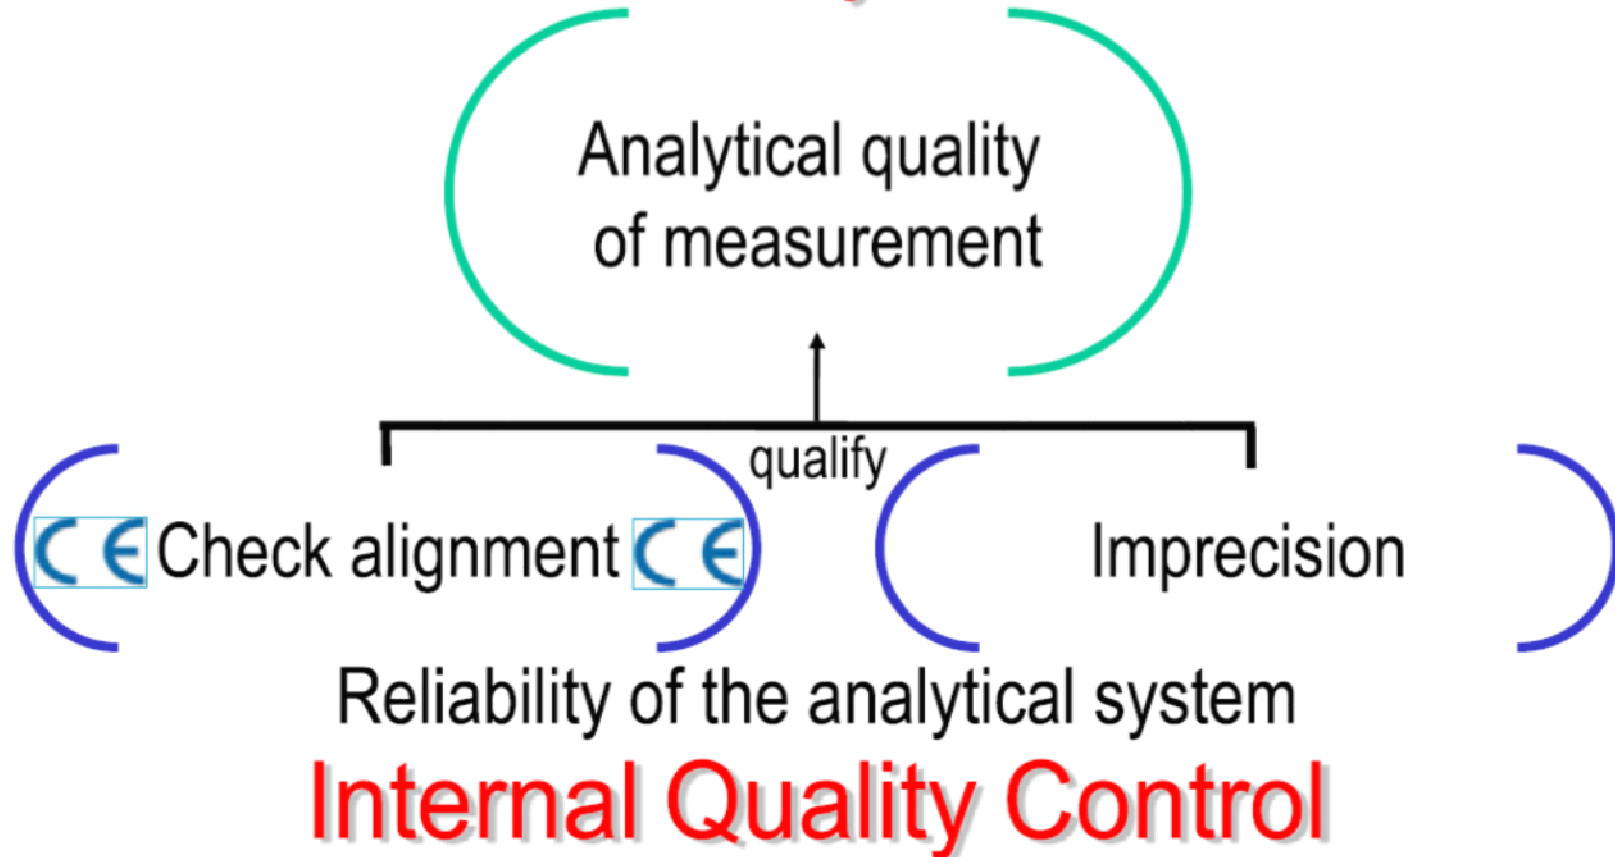 Analytical quality
of measurement
qualify
CE Check alignment CE
Imprecision
Reliability of the analytical system
Internal Quality Control